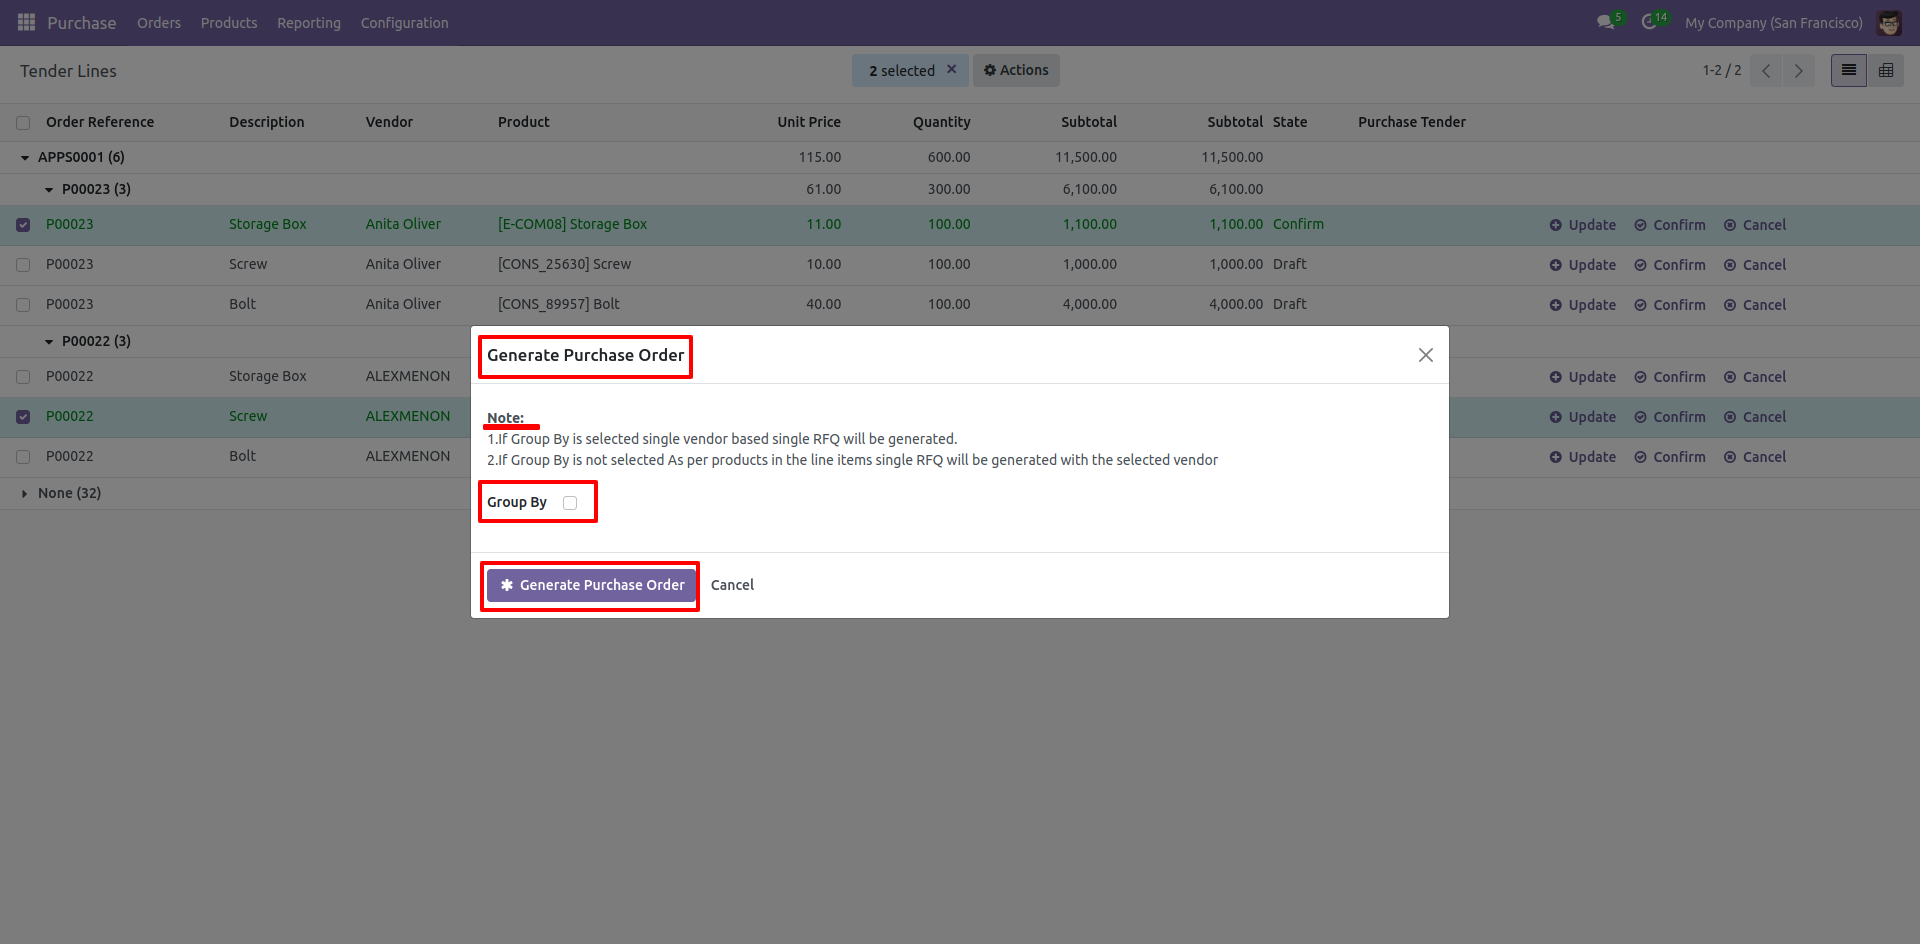 Purchase Orders Products Reporting Configuration 5 14 My Company (San Francisco)
Tender Lines 2 selected × Actions 1-2 / 2
Order Reference Description Vendor Product Unit Price Quantity Subtotal Subtotal State Purchase Tender
APPS0001 (6) 115.00 600.00 11,500.00 11,500.00
P00023 (3) 61.00 300.00 6,100.00 6,100.00
P00023 Storage Box Anita Oliver [E-COM08] Storage Box 11.00 100.00 1,100.00 1,100.00 Confirm Update Confirm Cancel
P00023 Screw Anita Oliver [CONS_25630] Screw 10.00 100.00 1,000.00 1,000.00 Draft Update Confirm Cancel
P00023 Bolt Anita Oliver [CONS_89957] Bolt 40.00 100.00 4,000.00 4,000.00 Draft Update Confirm Cancel
P00022 (3)
P00022 Storage Box ALEXMENON Update Confirm Cancel
P00022 Screw ALEXMENON Update Confirm Cancel
P00022 Bolt ALEXMENON Update Confirm Cancel
None (32)
Generate Purchase Order
Note:
1.If Group By is selected single vendor based single RFQ will be generated.
2.If Group By is not selected As per products in the line items single RFQ will be generated with the selected vendor
Group By
Generate Purchase Order Cancel